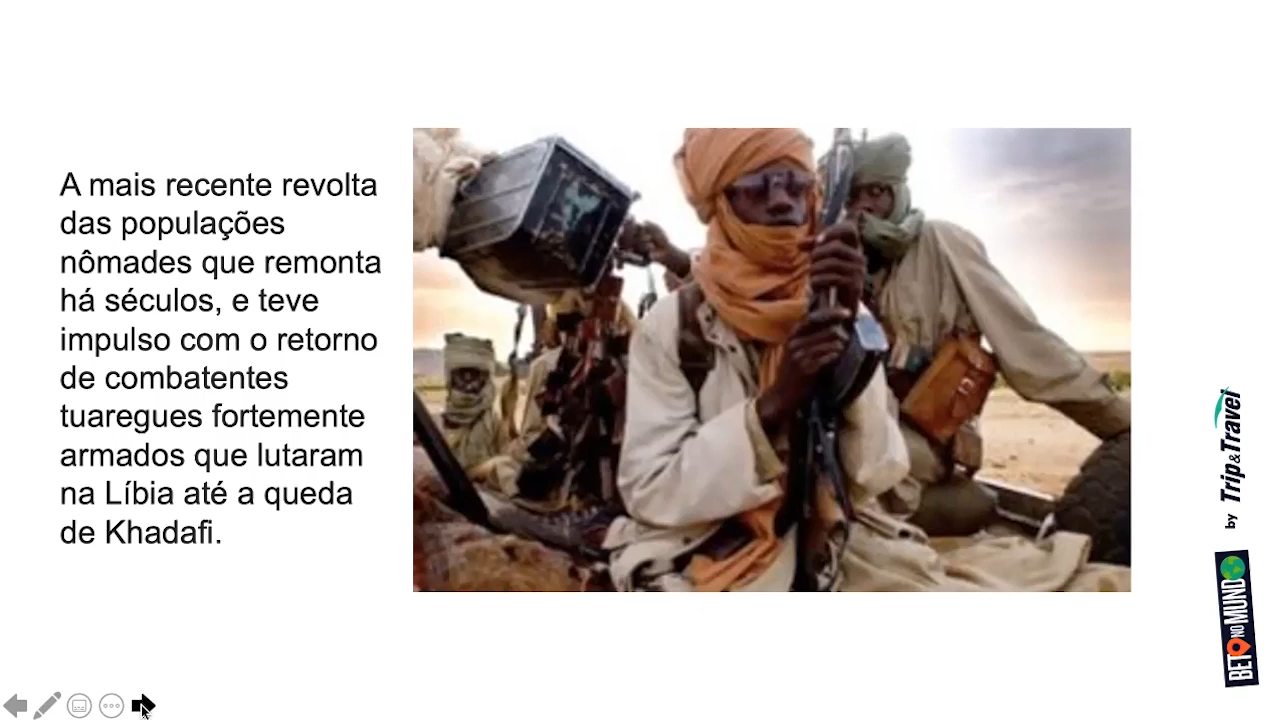 A mais recente revolta
das populações
nômades que remonta
há séculos, e teve
impulso com o retorno
de combatentes
tuaregues fortemente
armados que lutaram
na Líbia até a queda
de Khadafi.
by Trip&Travel
BETO NO MUNDO